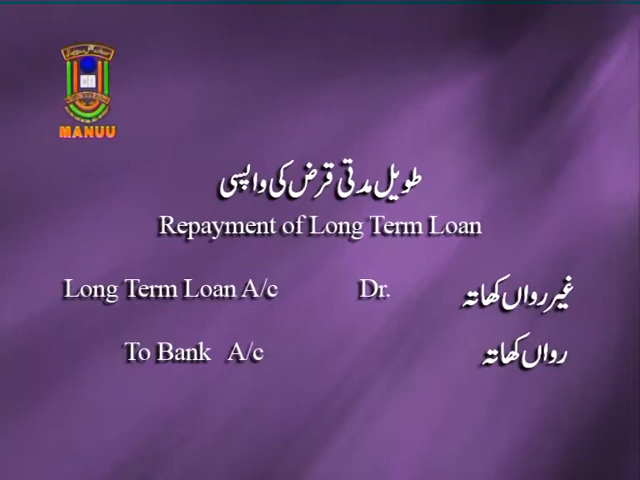 MANUU
طویل مدتی قرض کی واپسی
Repayment of Long Term Loan
Long Term Loan A/c Dr. غیر رواں کھاتہ
To Bank A/c رواں کھاتہ